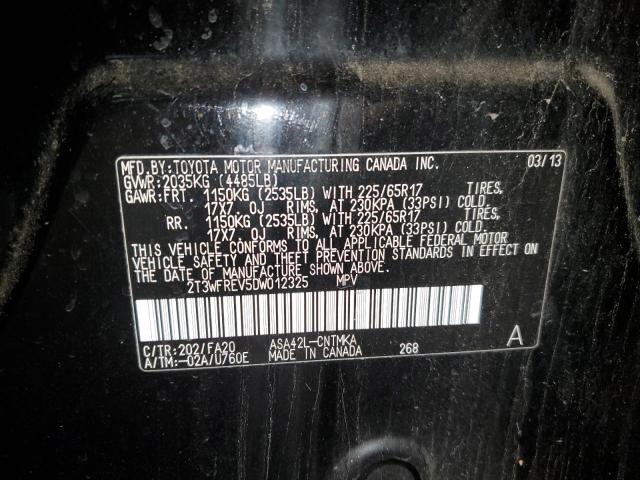 MFD.BY:TOYOTA MOTOR MANUFACTURING CANADA INC. 03/13
GVWR:2035KG (4485LB)
GAWR:FRT. 1150KG (2535LB) WITH 225/65R17 TIRES,
17X7.0J RIMS, AT 230KPA (33PSI) COLD.
RR. 1150KG (2535LB) WITH 225/65R17 TIRES,
17X7.0J RIMS, AT 230KPA (33PSI) COLD.
THIS VEHICLE CONFORMS TO ALL APPLICABLE FEDERAL MOTOR
VEHICLE SAFETY AND THEFT PREVENTION STANDARDS IN EFFECT ON
THE DATE OF MANUFACTURE SHOWN ABOVE.
2T3WFREV5DW012325 MPV
C/TR:202/FA20 ASA42L-CNTMKA 268 A
A/TM:-02A/U760E MADE IN CANADA